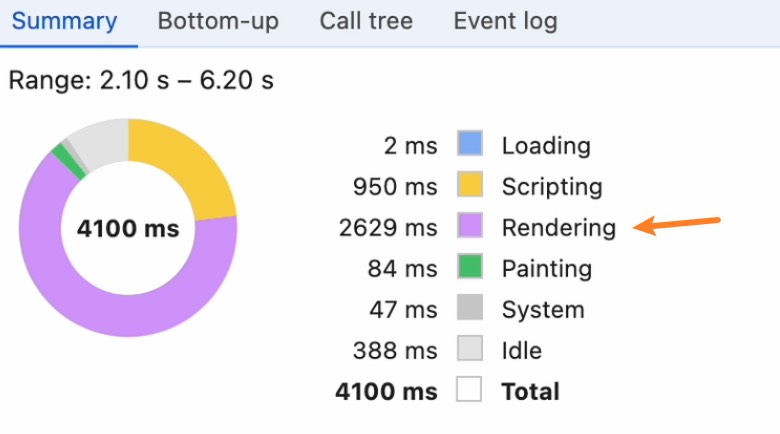 Summary Bottom-up Call tree Event log
Range: 2.10 s – 6.20 s
4100 ms
2 ms Loading
950 ms Scripting
2629 ms Rendering
84 ms Painting
47 ms System
388 ms Idle
4100 ms Total